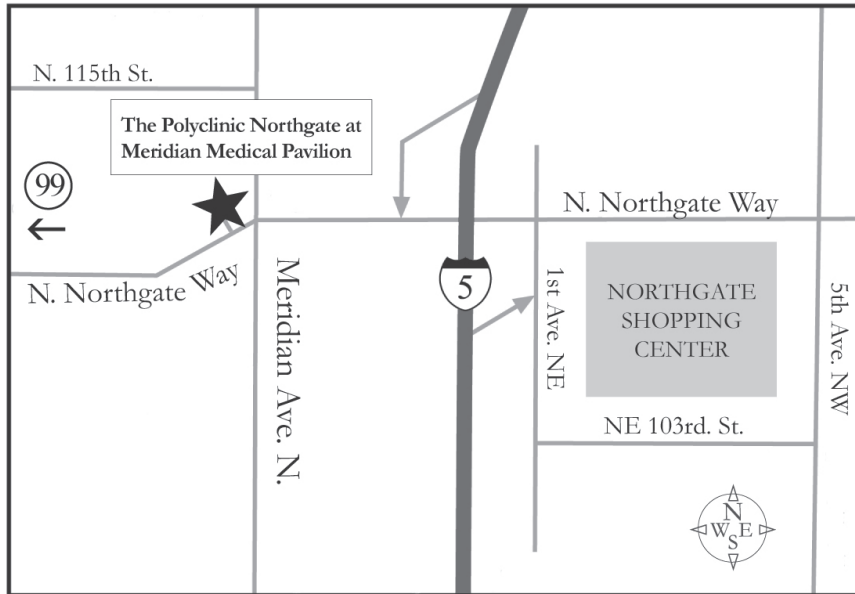 N. 115th St.
The Polyclinic Northgate at
Meridian Medical Pavilion
99
N. Northgate Way
N. Northgate Way
Meridian Ave. N.
5
1st Ave. NE
NORTHGATE
SHOPPING
CENTER
5th Ave. NW
NE 103rd. St.
N
W E
S